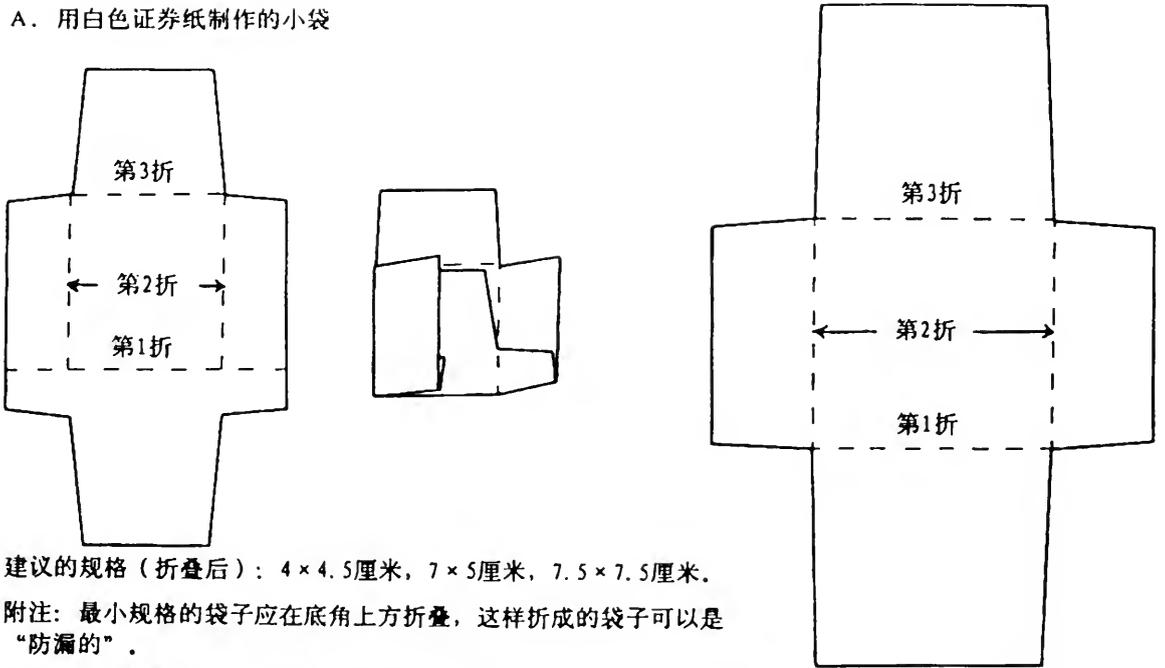 A. 用白色证券纸制作的小袋
第3折
第2折
第1折
第3折
第2折
第1折
建议的规格（折叠后）：4×4.5厘米，7×5厘米，7.5×7.5厘米。
附注：最小规格的袋子应在底角上方折叠，这样折成的袋子可以是
“防漏的”。